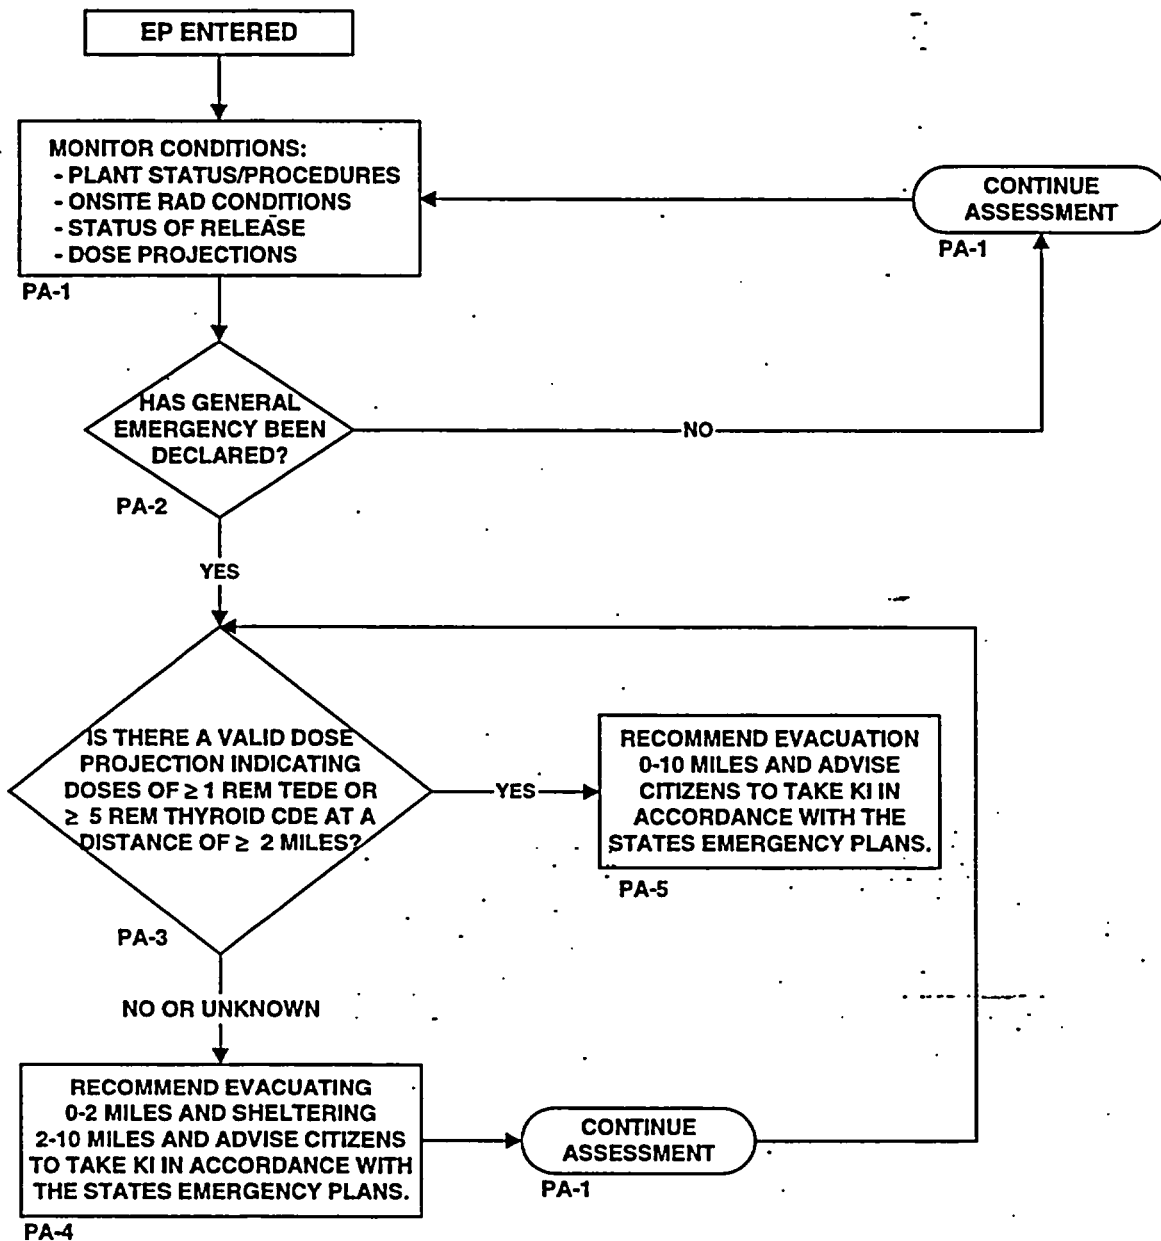 EP ENTERED
MONITOR CONDITIONS:
- PLANT STATUS/PROCEDURES
- ONSITE RAD CONDITIONS
- STATUS OF RELEASE
- DOSE PROJECTIONS
PA-1
CONTINUE
ASSESSMENT
PA-1
HAS GENERAL
EMERGENCY BEEN
DECLARED?
PA-2
NO
YES
IS THERE A VALID DOSE
PROJECTION INDICATING
DOSES OF ≥ 1 REM TEDE OR
≥ 5 REM THYROID CDE AT A
DISTANCE OF ≥ 2 MILES?
PA-3
YES
RECOMMEND EVACUATION
0-10 MILES AND ADVISE
CITIZENS TO TAKE KI IN
ACCORDANCE WITH THE
STATES EMERGENCY PLANS.
PA-5
NO OR UNKNOWN
RECOMMEND EVACUATING
0-2 MILES AND SHELTERING
2-10 MILES AND ADVISE CITIZENS
TO TAKE KI IN ACCORDANCE WITH
THE STATES EMERGENCY PLANS.
PA-4
CONTINUE
ASSESSMENT
PA-1